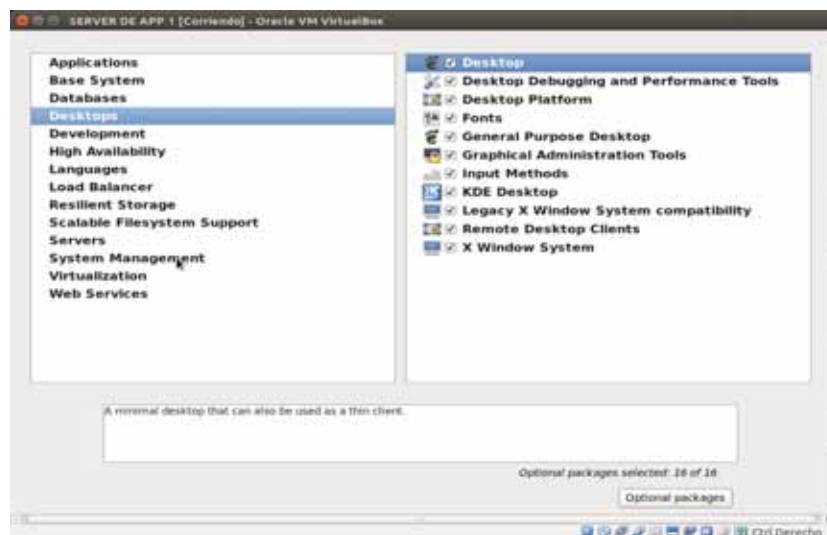 SERVER DE APP 1 [Corriendo] - Oracle VM VirtualBox
Applications
Base System
Databases
Desktops
Development
High Availability
Languages
Load Balancer
Resilient Storage
Scalable Filesystem Support
Servers
System Management
Virtualization
Web Services
Desktop
Desktop Debugging and Performance Tools
Desktop Platform
Fonts
General Purpose Desktop
Graphical Administration Tools
Input Methods
KDE Desktop
Legacy X Window System compatibility
Remote Desktop Clients
X Window System
A minimal desktop that can also be used as a thin client.
Optional packages selected: 16 of 16
Optional packages
Ctrl Derecho